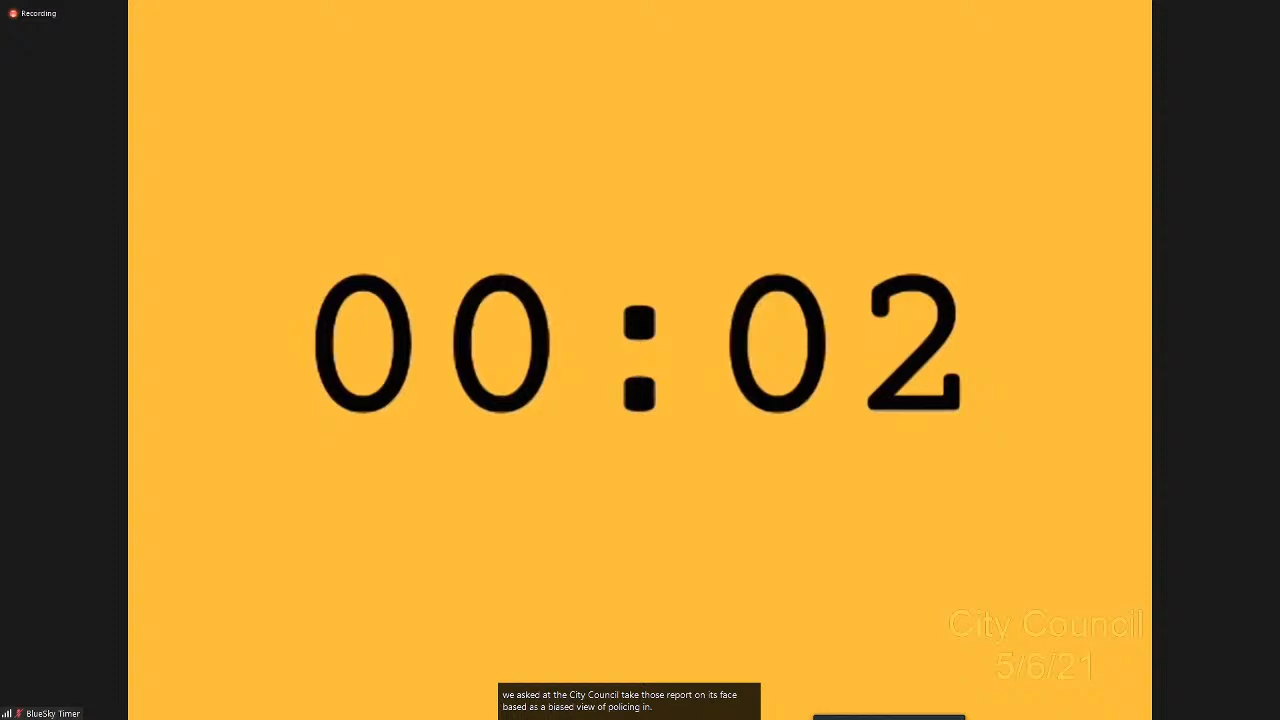 Recording
00:02
City Council
5/6/21
we asked at the City Council take those report on its face
based as a biased view of policing in.
BlueSky Timer